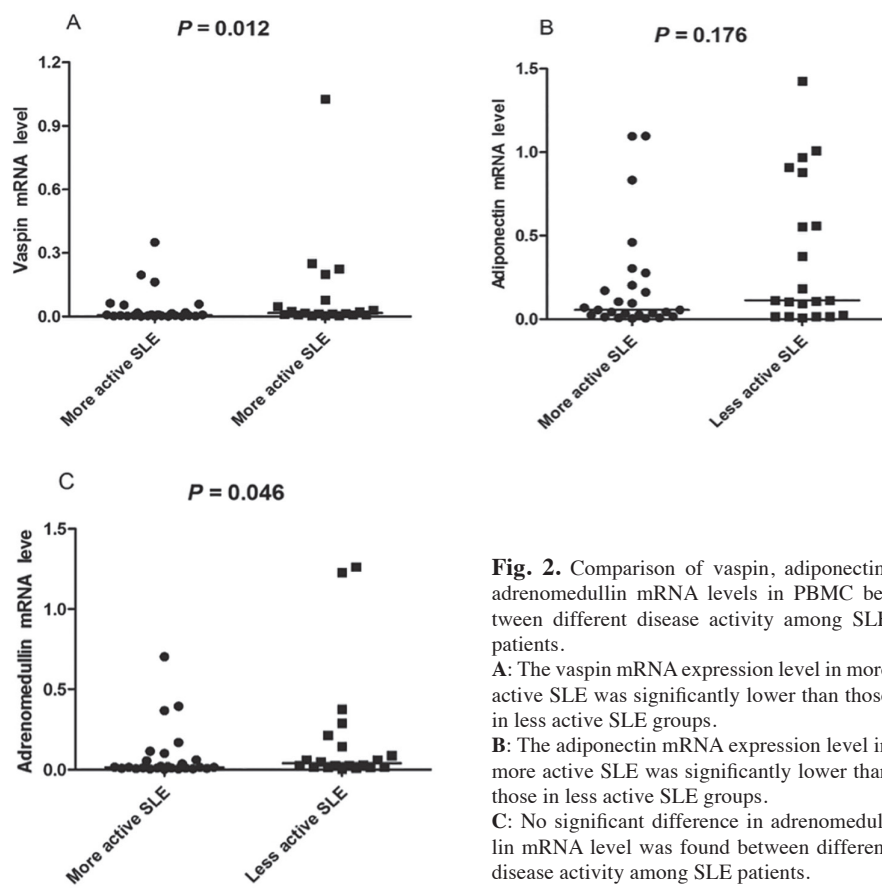 A
P = 0.012
Vaspin mRNA level
1.2
0.9
0.6
0.3
0.0
More active SLE
More active SLE
B
P = 0.176
Adiponectin mRNA level
1.5
1.0
0.5
0.0
More active SLE
Less active SLE
C
P = 0.046
Adrenomedullin mRNA leve
1.5
1.0
0.5
0.0
More active SLE
Less active SLE
Fig. 2. Comparison of vaspin, adiponectin
adrenomedullin mRNA levels in PBMC be
tween different disease activity among SLE
patients.
A: The vaspin mRNA expression level in more
active SLE was significantly lower than those
in less active SLE groups.
B: The adiponectin mRNA expression level in
more active SLE was significantly lower than
those in less active SLE groups.
C: No significant difference in adrenomedul
lin mRNA level was found between different
disease activity among SLE patients.